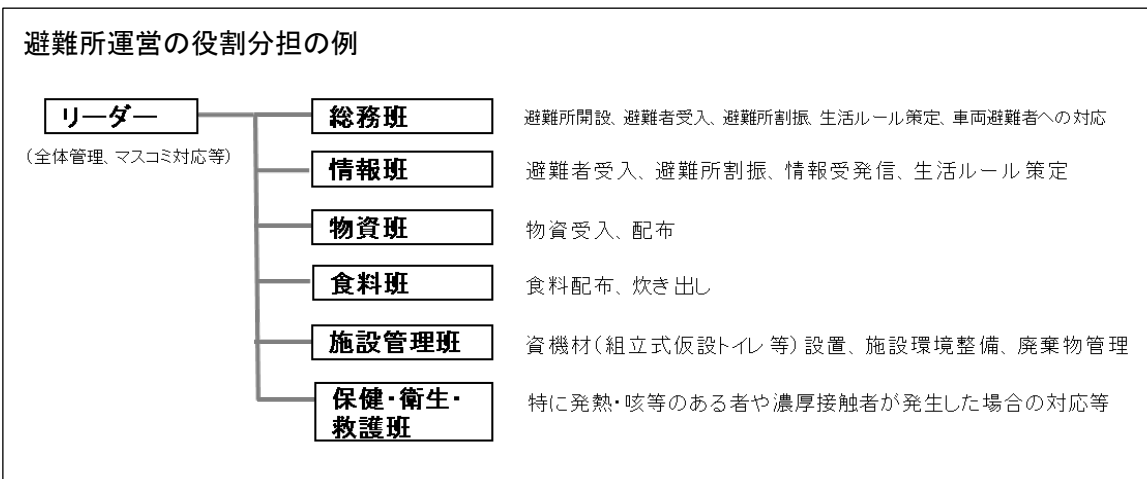 避難所運営の役割分担の例
リーダー
(全体管理、マスコミ対応等)
総務班
避難所開設、避難者受入、避難所割振、生活ルール策定、車両避難者への対応
情報班
避難者受入、避難所割振、情報受発信、生活ルール策定
物資班
物資受入、配布
食料班
食料配布、炊き出し
施設管理班
資機材(組立式仮設トイレ等)設置、施設環境整備、廃棄物管理
保健・衛生・
救護班
特に発熱・咳等のある者や濃厚接触者が発生した場合の対応等